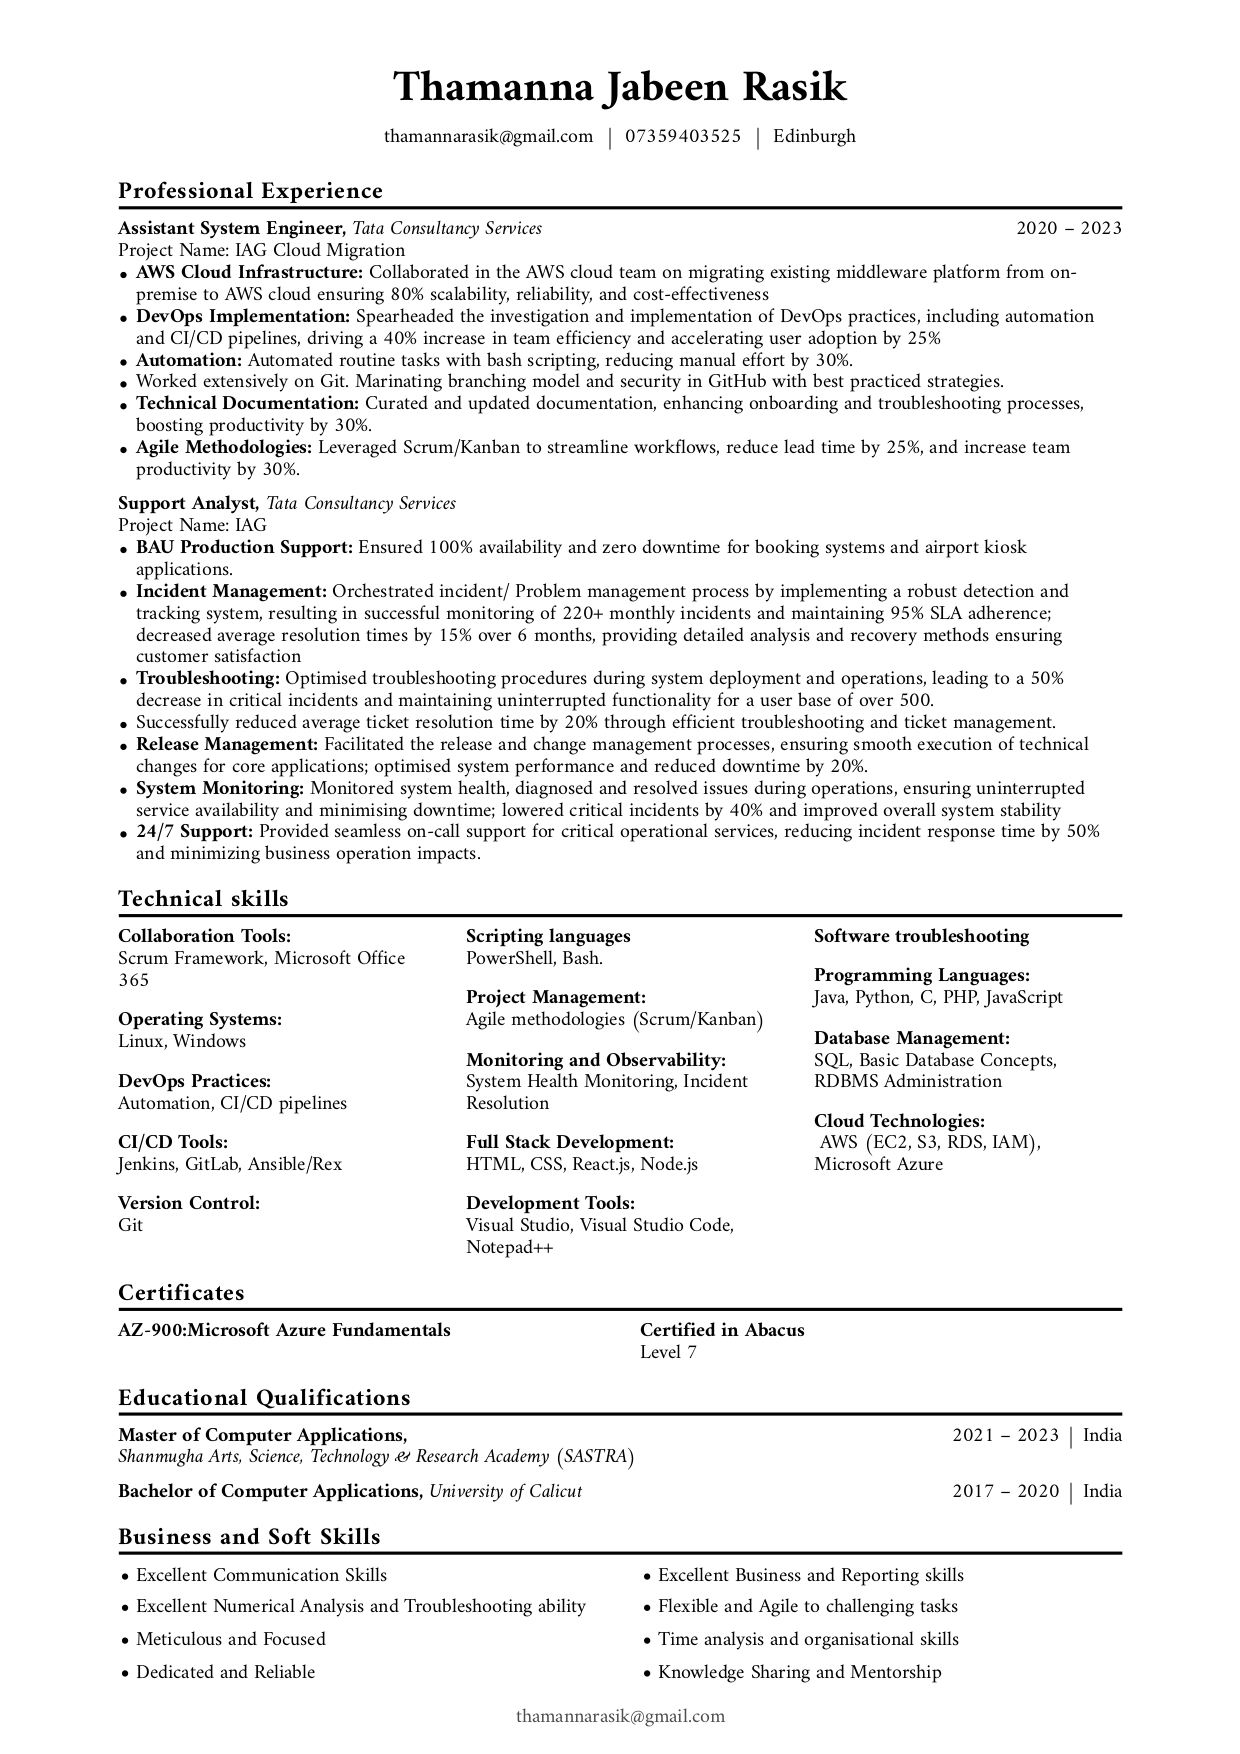 Thamanna Jabeen Rasik
thamannarasik@gmail.com | 07359403525 | Edinburgh
Professional Experience
Assistant System Engineer, Tata Consultancy Services 2020 – 2023
Project Name: IAG Cloud Migration
• AWS Cloud Infrastructure: Collaborated in the AWS cloud team on migrating existing middleware platform from on-
premise to AWS cloud ensuring 80% scalability, reliability, and cost-effectiveness
• DevOps Implementation: Spearheaded the investigation and implementation of DevOps practices, including automation
and CI/CD pipelines, driving a 40% increase in team efficiency and accelerating user adoption by 25%
• Automation: Automated routine tasks with bash scripting, reducing manual effort by 30%.
• Worked extensively on Git. Marinating branching model and security in GitHub with best practiced strategies.
• Technical Documentation: Curated and updated documentation, enhancing onboarding and troubleshooting processes,
boosting productivity by 30%.
• Agile Methodologies: Leveraged Scrum/Kanban to streamline workflows, reduce lead time by 25%, and increase team
productivity by 30%.
Support Analyst, Tata Consultancy Services
Project Name: IAG
• BAU Production Support: Ensured 100% availability and zero downtime for booking systems and airport kiosk
applications.
• Incident Management: Orchestrated incident/ Problem management process by implementing a robust detection and
tracking system, resulting in successful monitoring of 220+ monthly incidents and maintaining 95% SLA adherence;
decreased average resolution times by 15% over 6 months, providing detailed analysis and recovery methods ensuring
customer satisfaction
• Troubleshooting: Optimised troubleshooting procedures during system deployment and operations, leading to a 50%
decrease in critical incidents and maintaining uninterrupted functionality for a user base of over 500.
• Successfully reduced average ticket resolution time by 20% through efficient troubleshooting and ticket management.
• Release Management: Facilitated the release and change management processes, ensuring smooth execution of technical
changes for core applications; optimised system performance and reduced downtime by 20%.
• System Monitoring: Monitored system health, diagnosed and resolved issues during operations, ensuring uninterrupted
service availability and minimising downtime; lowered critical incidents by 40% and improved overall system stability
• 24/7 Support: Provided seamless on-call support for critical operational services, reducing incident response time by 50%
and minimizing business operation impacts.
Technical skills
Collaboration Tools:
Scrum Framework, Microsoft Office
365
Operating Systems:
Linux, Windows
DevOps Practices:
Automation, CI/CD pipelines
CI/CD Tools:
Jenkins, GitLab, Ansible/Rex
Version Control:
Git
Scripting languages
PowerShell, Bash.
Project Management:
Agile methodologies (Scrum/Kanban)
Monitoring and Observability:
System Health Monitoring, Incident
Resolution
Full Stack Development:
HTML, CSS, React.js, Node.js
Development Tools:
Visual Studio, Visual Studio Code,
Notepad++
Software troubleshooting
Programming Languages:
Java, Python, C, PHP, JavaScript
Database Management:
SQL, Basic Database Concepts,
RDBMS Administration
Cloud Technologies:
AWS (EC2, S3, RDS, IAM),
Microsoft Azure
Certificates
AZ-900:Microsoft Azure Fundamentals
Certified in Abacus
Level 7
Educational Qualifications
Master of Computer Applications, 2021 – 2023 | India
Shanmugha Arts, Science, Technology & Research Academy (SASTRA)
Bachelor of Computer Applications, University of Calicut 2017 – 2020 | India
Business and Soft Skills
• Excellent Communication Skills
• Excellent Numerical Analysis and Troubleshooting ability
• Meticulous and Focused
• Dedicated and Reliable
• Excellent Business and Reporting skills
• Flexible and Agile to challenging tasks
• Time analysis and organisational skills
• Knowledge Sharing and Mentorship
thamannarasik@gmail.com